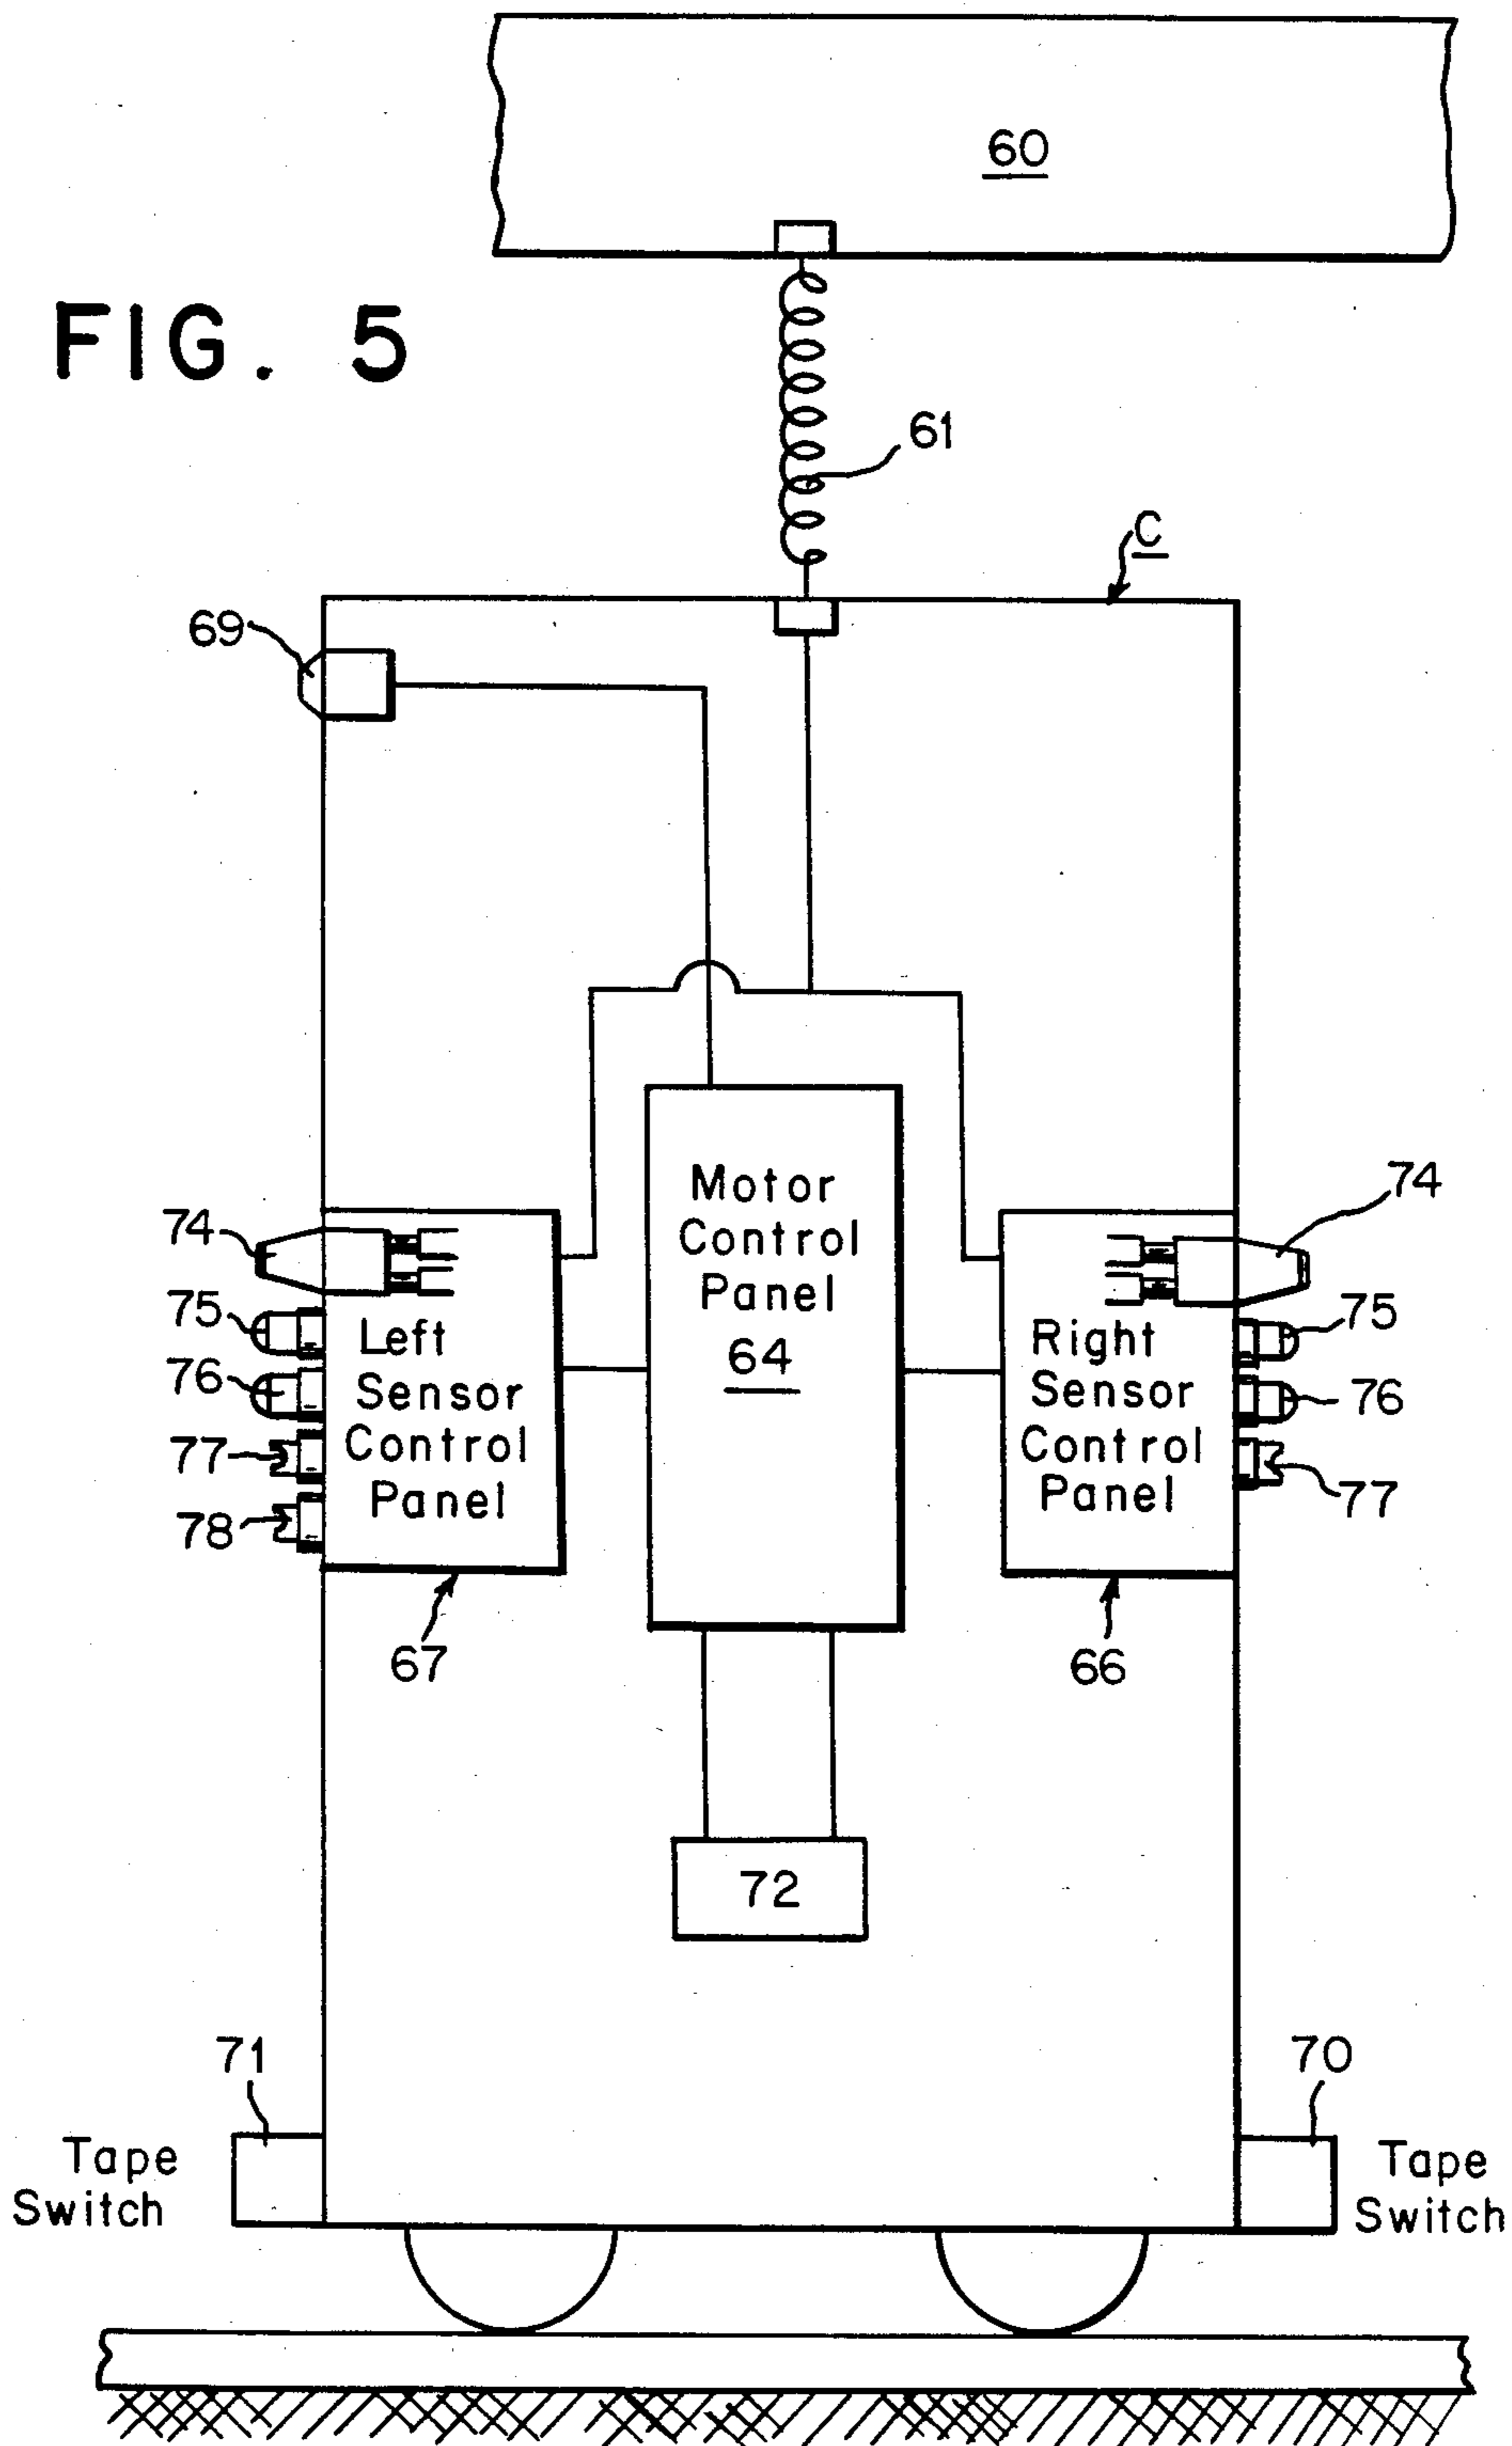 60
FIG. 5
61
C
69
74
74
Motor
Control
Panel
64
75
75
Left
Sensor
Control
Panel
Right
Sensor
Control
Panel
76
76
77
77
78
67
66
72
71
70
Tape
Switch
Tape
Switch